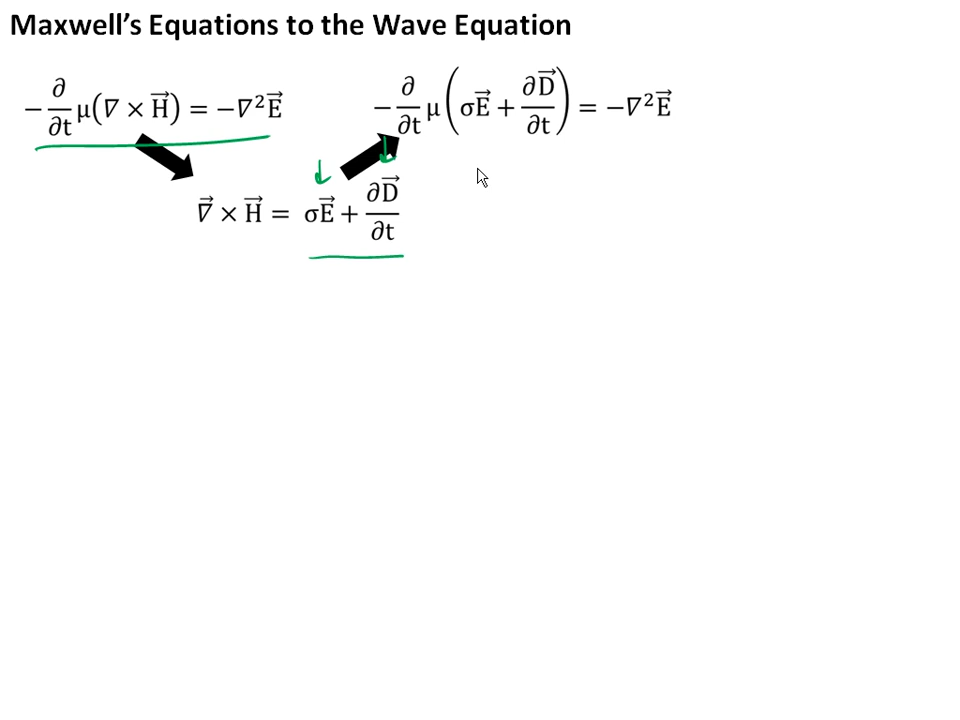 Maxwell's Equations to the Wave Equation
−∂/∂t μ(∇ × H⃗) = −∇²E⃗
−∂/∂t μ(σE⃗ + ∂D⃗/∂t) = −∇²E⃗
∇⃗ × H⃗ = σE⃗ + ∂D⃗/∂t